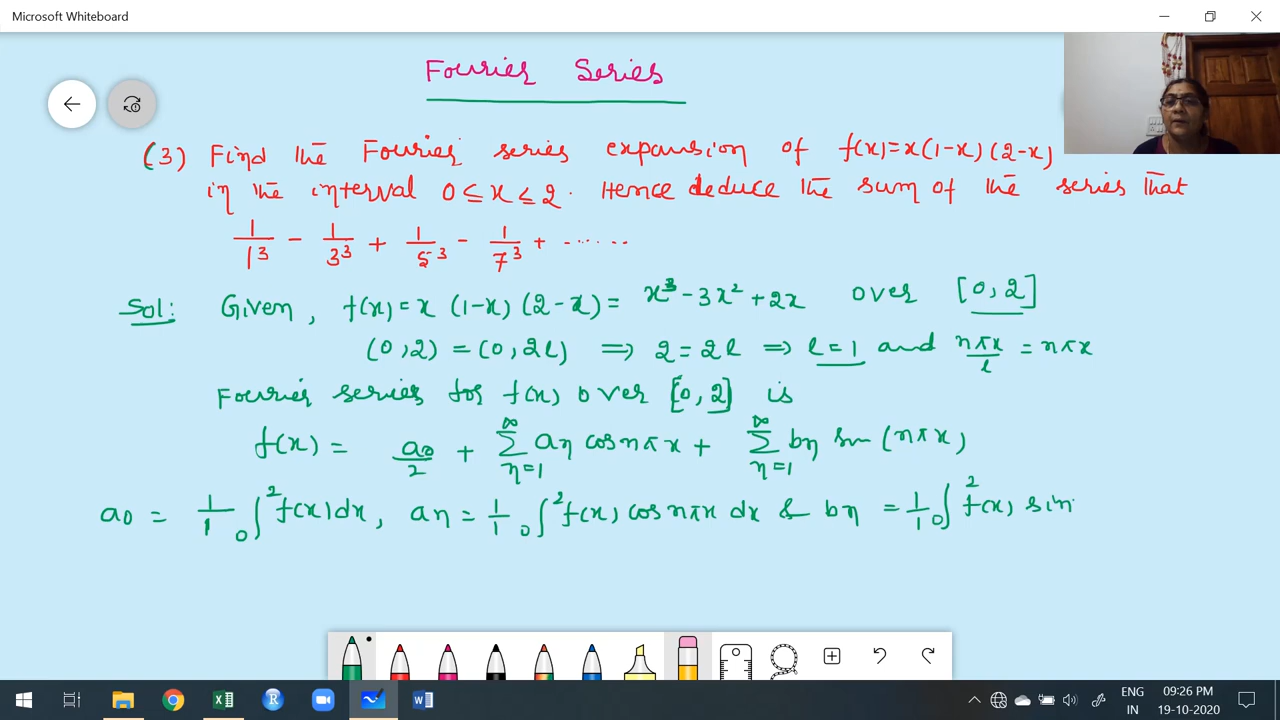 Microsoft Whiteboard
Fourier Series
(3) Find the Fourier series expansion of f(x)=x(1-x)(2-x)
in the interval 0 ≤ x ≤ 2. Hence deduce the sum of the series that
1/1³ - 1/3³ + 1/5³ - 1/7³ + ......
Sol: Given, f(x) = x (1-x) (2-x) = x³ - 3x² + 2x over [0,2]
(0,2) = (0,2l) ⇒ 2 = 2l ⇒ l=1 and nπx/l = nπx
Fourier series for f(x) over [0,2] is
f(x) = a0/2 + ∑_{n=1}^{∞} an cos nπx + ∑_{n=1}^{∞} bn sin (nπx)
a0 = 1/1 ∫_0^2 f(x)dx, an = 1/1 ∫_0^2 f(x) cos nπx dx & bn = 1/1 ∫_0^2 f(x) sin
ENG 09:26 PM
IN 19-10-2020